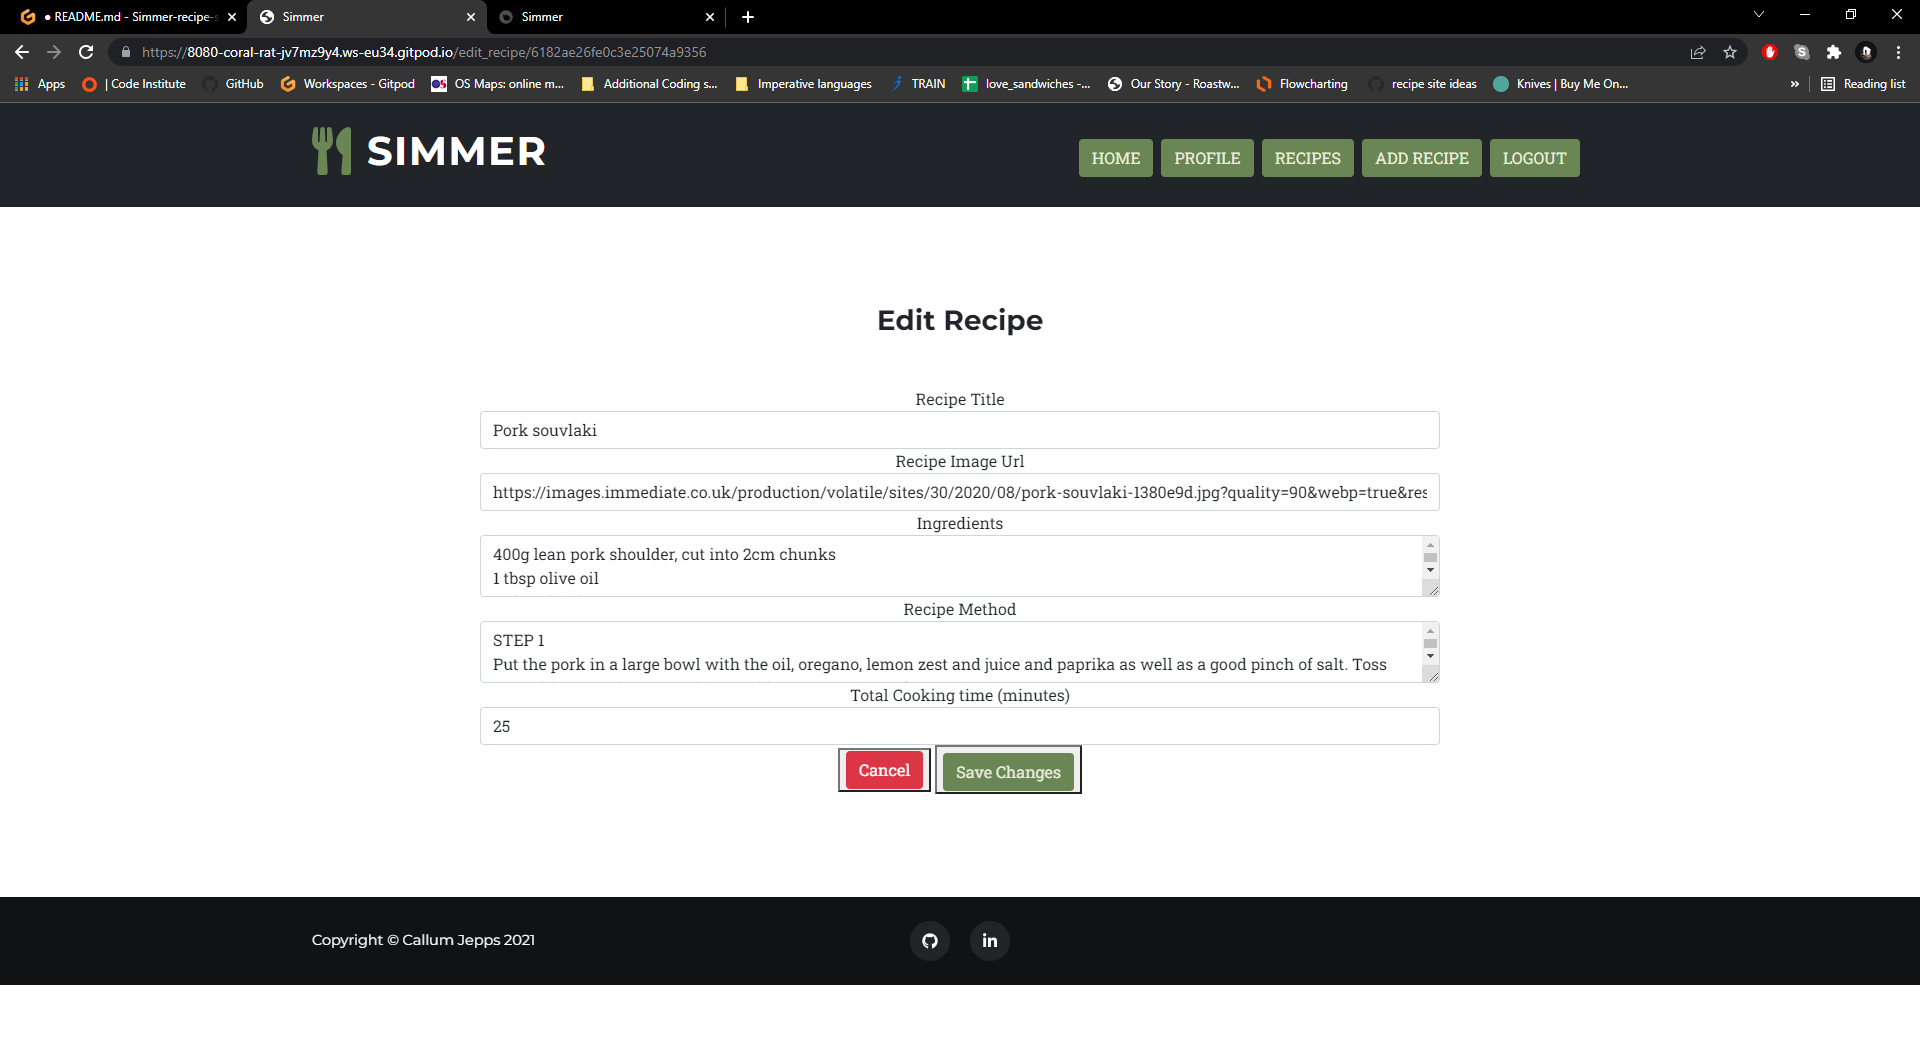 ● README.md - Simmer-recipe-s
Simmer
Simmer
https://8080-coral-rat-jv7mz9y4.ws-eu34.gitpod.io/edit_recipe/6182ae26fe0c3e25074a9356
Apps | Code Institute GitHub Workspaces - Gitpod OS Maps: online m... Additional Coding s... Imperative languages TRAIN love_sandwiches -... Our Story - Roastw... Flowcharting recipe site ideas Knives | Buy Me On... » Reading list
SIMMER
HOME PROFILE RECIPES ADD RECIPE LOGOUT
Edit Recipe
Recipe Title
Pork souvlaki
Recipe Image Url
https://images.immediate.co.uk/production/volatile/sites/30/2020/08/pork-souvlaki-1380e9d.jpg?quality=90&webp=true&res
Ingredients
400g lean pork shoulder, cut into 2cm chunks
1 tbsp olive oil
Recipe Method
STEP 1
Put the pork in a large bowl with the oil, oregano, lemon zest and juice and paprika as well as a good pinch of salt. Toss
Total Cooking time (minutes)
25
Cancel Save Changes
Copyright © Callum Jepps 2021
in